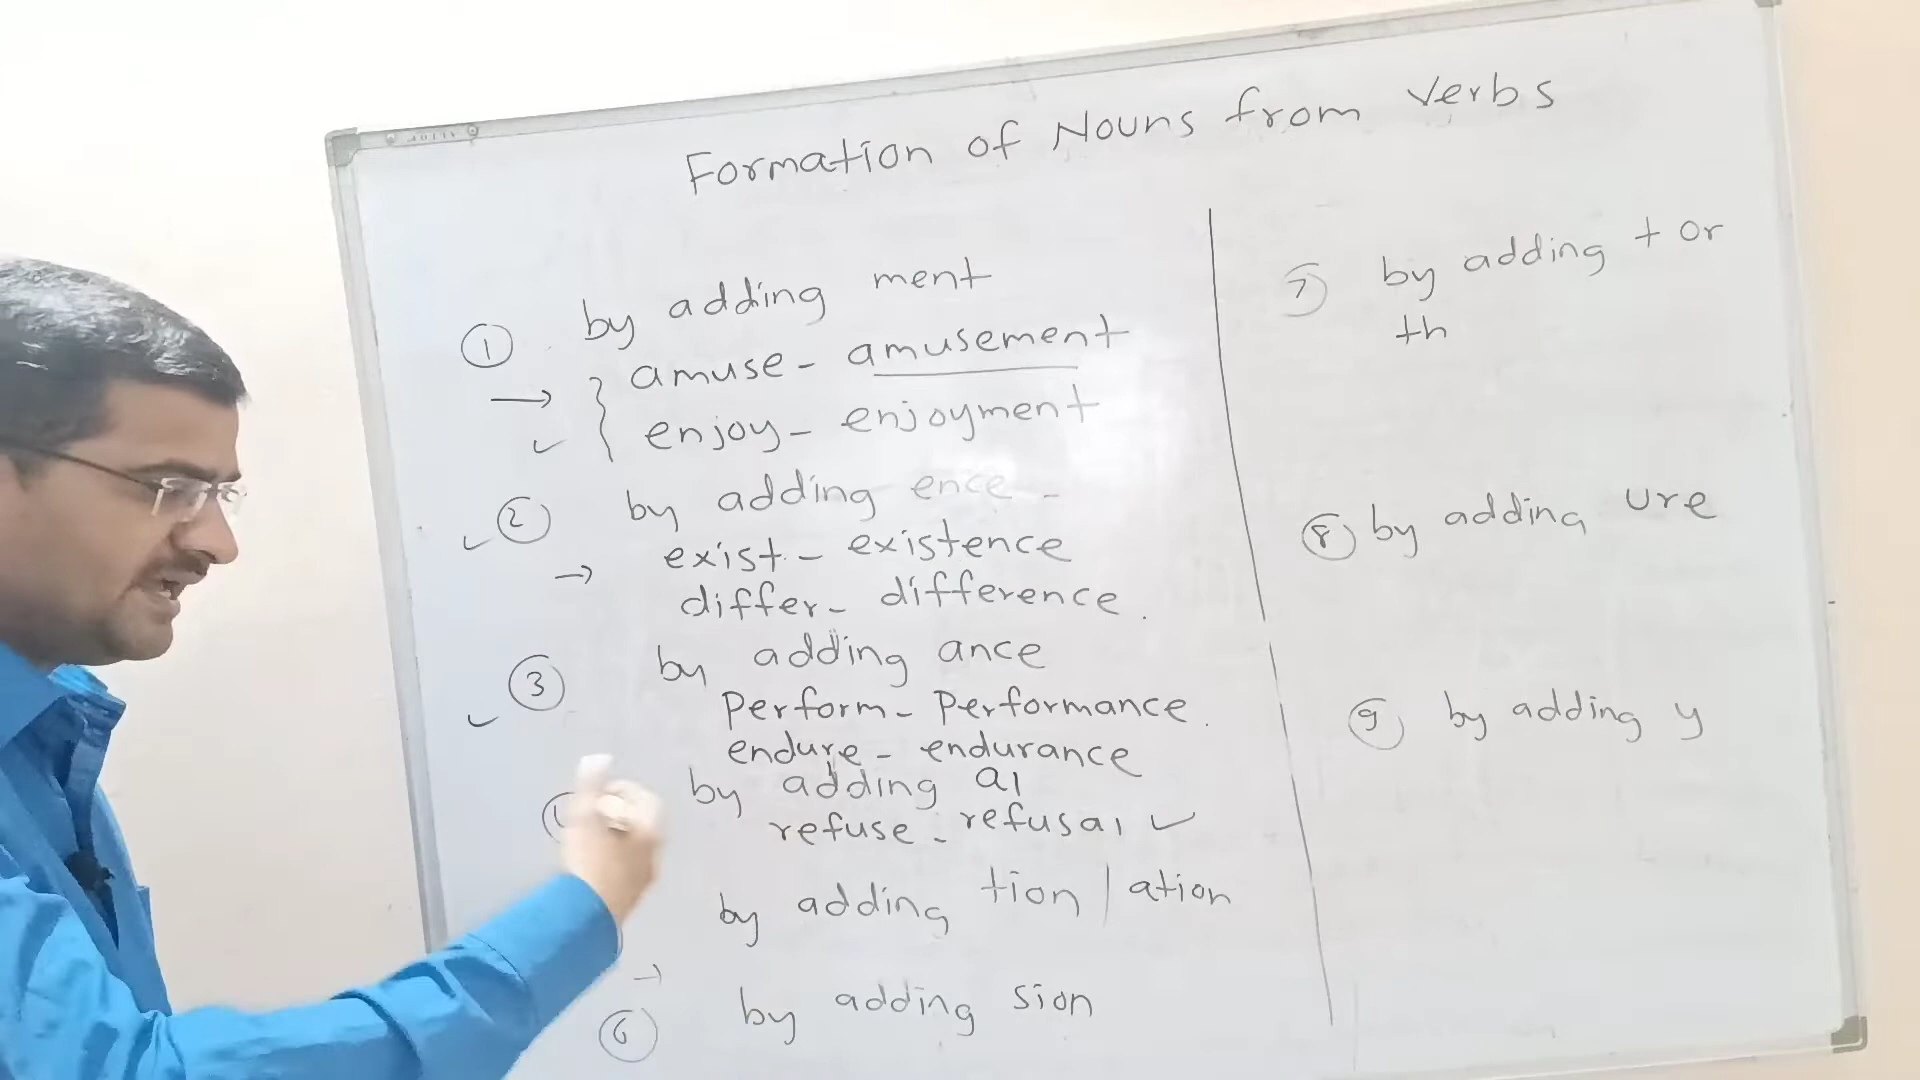 Formation of Nouns from Verbs
① by adding ment
amuse - amusement
enjoy - enjoyment
② by adding ence -
exist - existence
differ - difference.
③ by adding ance
Perform - Performance.
endure - endurance
by adding al
refuse - refusal ✓
by adding tion / ation
⑥ by adding sion
⑦ by adding t or
th
⑧ by adding ure
⑨ by adding y